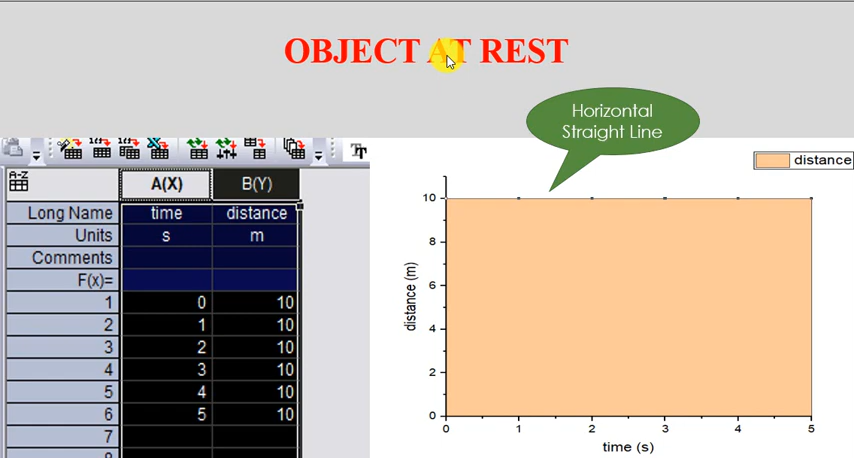 OBJECT AT REST
Horizontal
Straight Line
A(X) B(Y)
Long Name time distance
Units s m
Comments
F(x)=
1 0 10
2 1 10
3 2 10
4 3 10
5 4 10
6 5 10
7
distance
distance (m)
10
8
6
4
2
0
0 1 2 3 4 5
time (s)